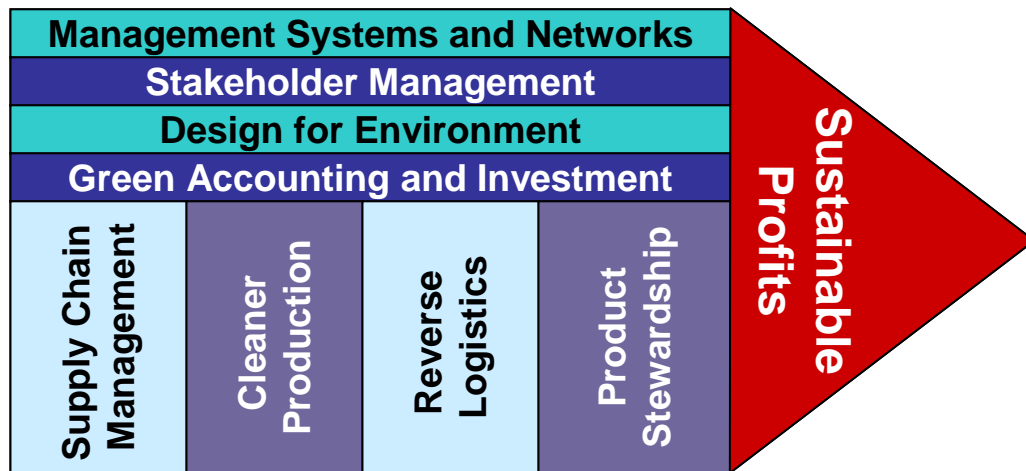 Management Systems and Networks
Stakeholder Management
Design for Environment
Green Accounting and Investment
Supply Chain
Management
Cleaner
Production
Reverse
Logistics
Product
Stewardship
Sustainable
Profits